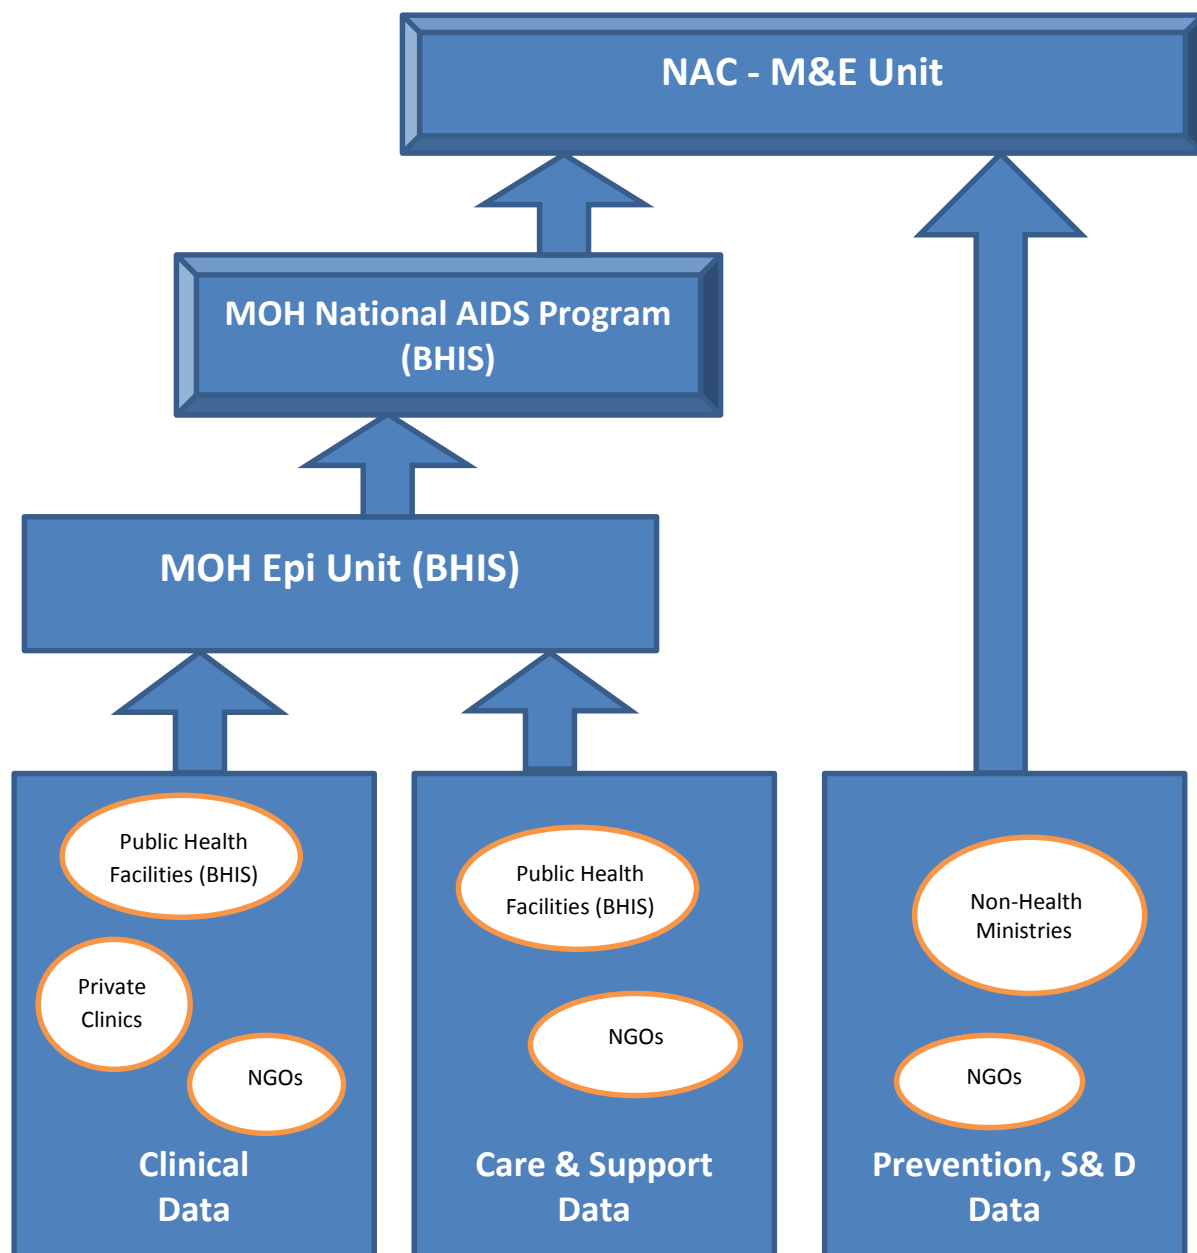 NAC - M&E Unit
MOH National AIDS Program
(BHIS)
MOH Epi Unit (BHIS)
Public Health
Facilities (BHIS)
Private
Clinics
NGOs
Clinical
Data
Public Health
Facilities (BHIS)
NGOs
Care & Support
Data
Non-Health
Ministries
NGOs
Prevention, S& D
Data